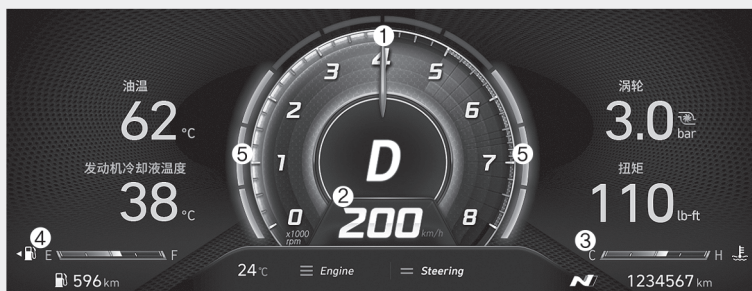 ①
4
3
5
油温
涡轮
62 °C
2
6
3.0 bar
⑤
⑤
发动机冷却液温度
1
D
7
扭矩
38 °C
②
110 lb-ft
0
200 km/h
8
x1000
rpm
④
③
E
F
C
H
24 °C
Engine
Steering
596 km
N
1234567 km